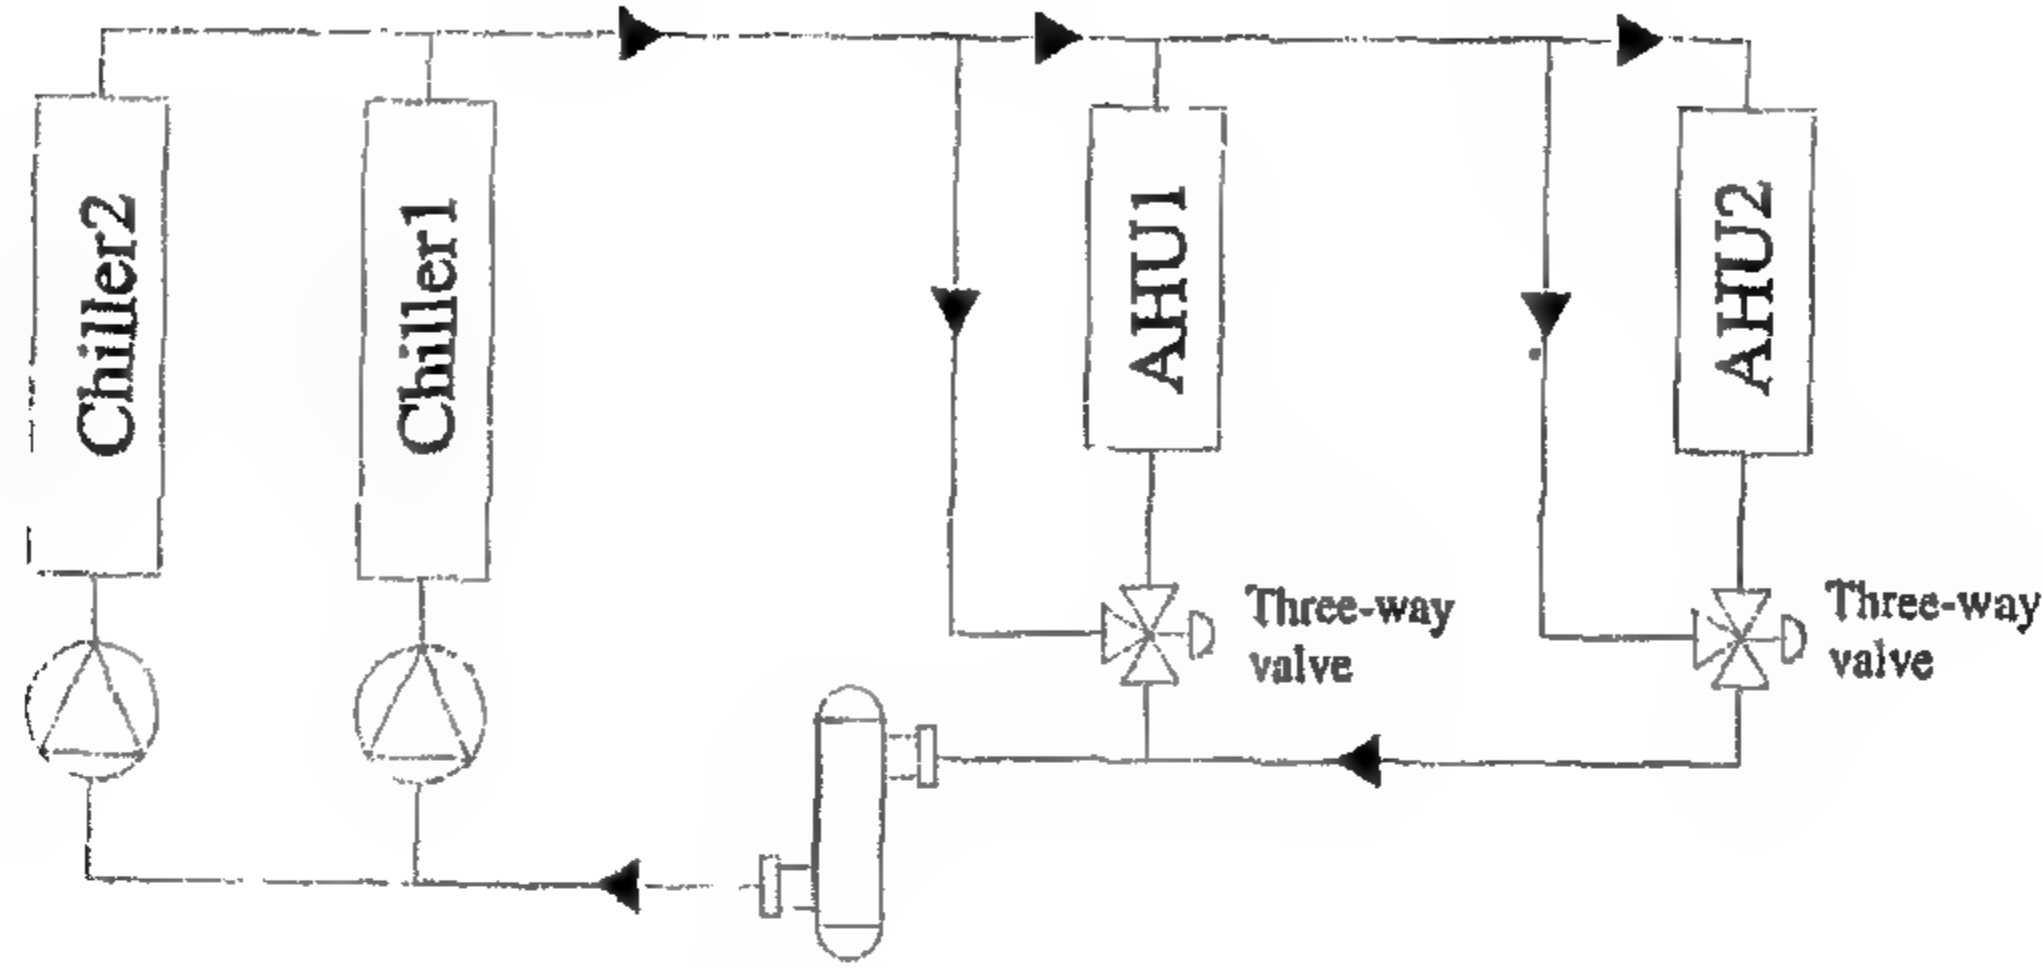 Chiller2
Chiller1
AHU1
AHU2
Three-way
valve
Three-way
valve